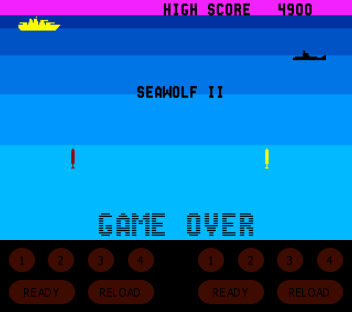 HIGH SCORE 4900
SEAWOLF II
GAME OVER
1 2 3 4 1 2 3 4
READY RELOAD READY RELOAD